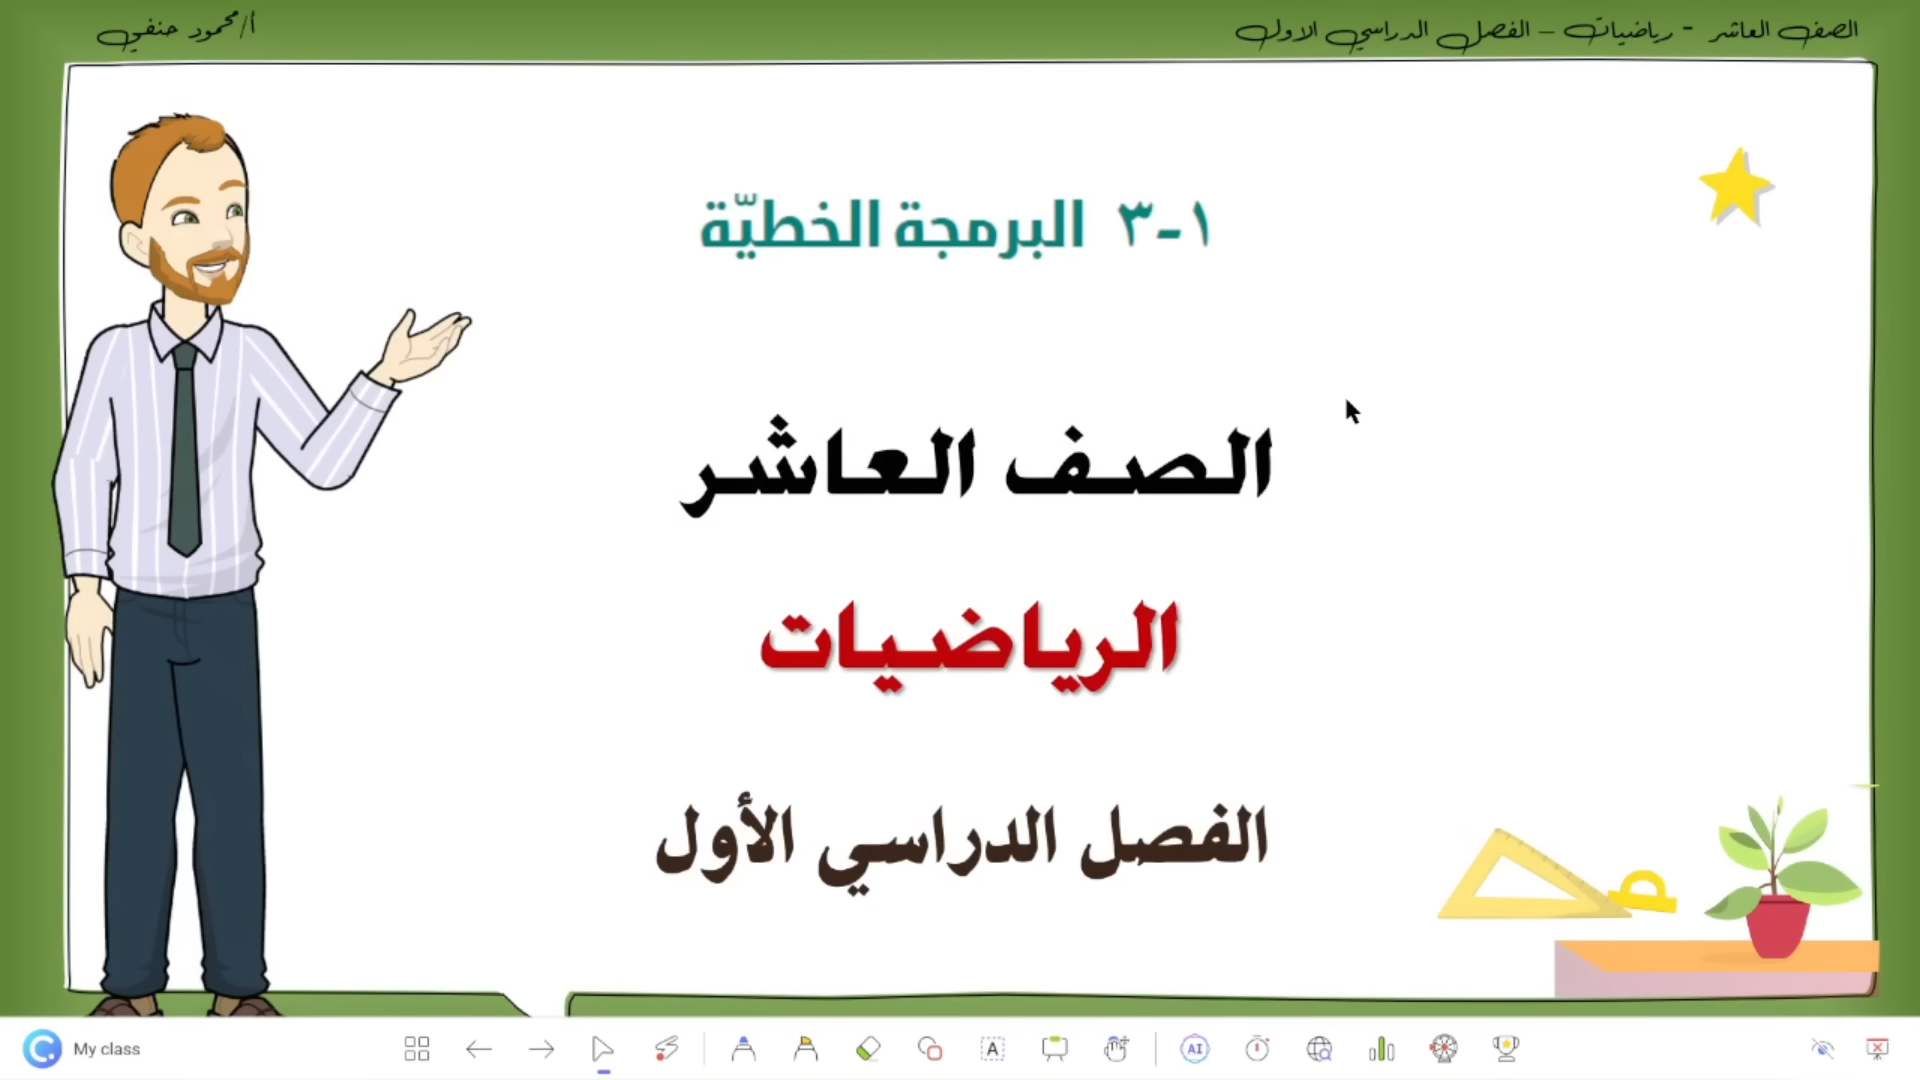 الصف العاشر - رياضيات – الفصل الدراسي الاول
أ/محمود حنفي
١-٣ البرمجة الخطيّة
الصف العاشر
الرياضيات
الفصل الدراسي الأول
My class
A
AI